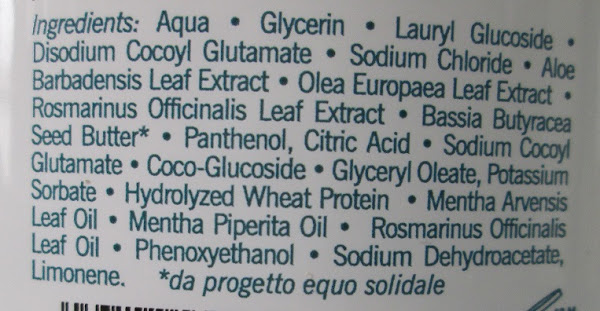 Ingredients: Aqua • Glycerin • Lauryl Glucoside •
Disodium Cocoyl Glutamate • Sodium Chloride • Aloe
Barbadensis Leaf Extract • Olea Europaea Leaf Extract •
Rosmarinus Officinalis Leaf Extract • Bassia Butyracea
Seed Butter* • Panthenol, Citric Acid • Sodium Cocoyl
Glutamate • Coco-Glucoside • Glyceryl Oleate, Potassium
Sorbate • Hydrolyzed Wheat Protein • Mentha Arvensis
Leaf Oil • Mentha Piperita Oil • Rosmarinus Officinalis
Leaf Oil • Phenoxyethanol • Sodium Dehydroacetate,
Limonene. *da progetto equo solidale